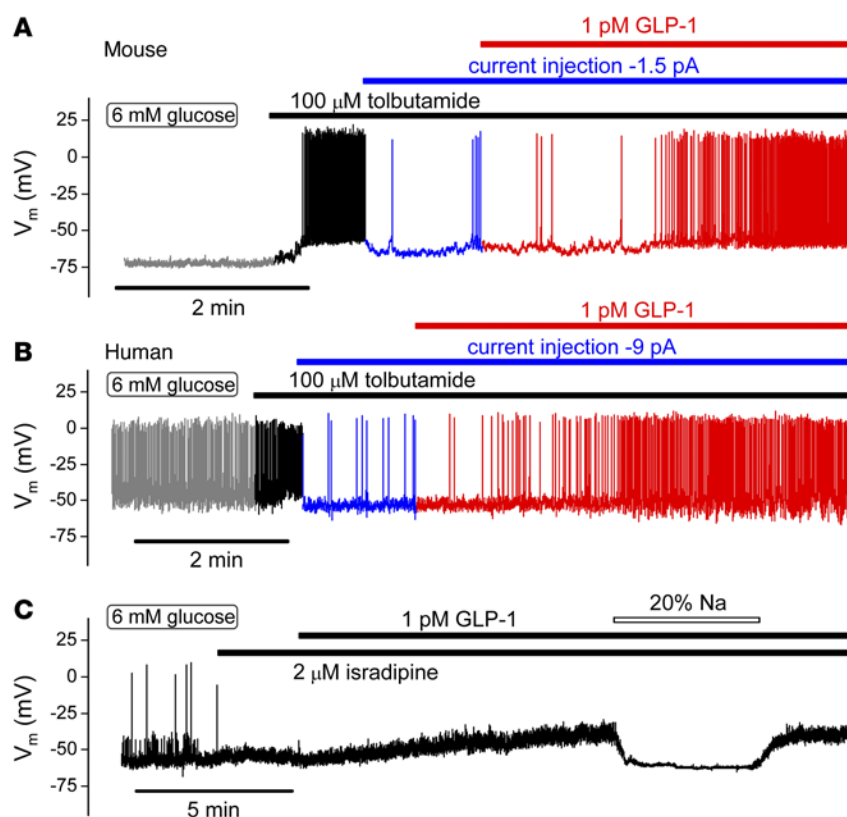 A
Mouse
1 pM GLP-1
current injection -1.5 pA
6 mM glucose
100 μM tolbutamide
25
0
-25
-50
-75
Vm (mV)
2 min
B
Human
1 pM GLP-1
current injection -9 pA
6 mM glucose
100 μM tolbutamide
25
0
-25
-50
-75
Vm (mV)
2 min
C
6 mM glucose
20% Na
1 pM GLP-1
2 μM isradipine
25
0
-25
-50
-75
Vm (mV)
5 min